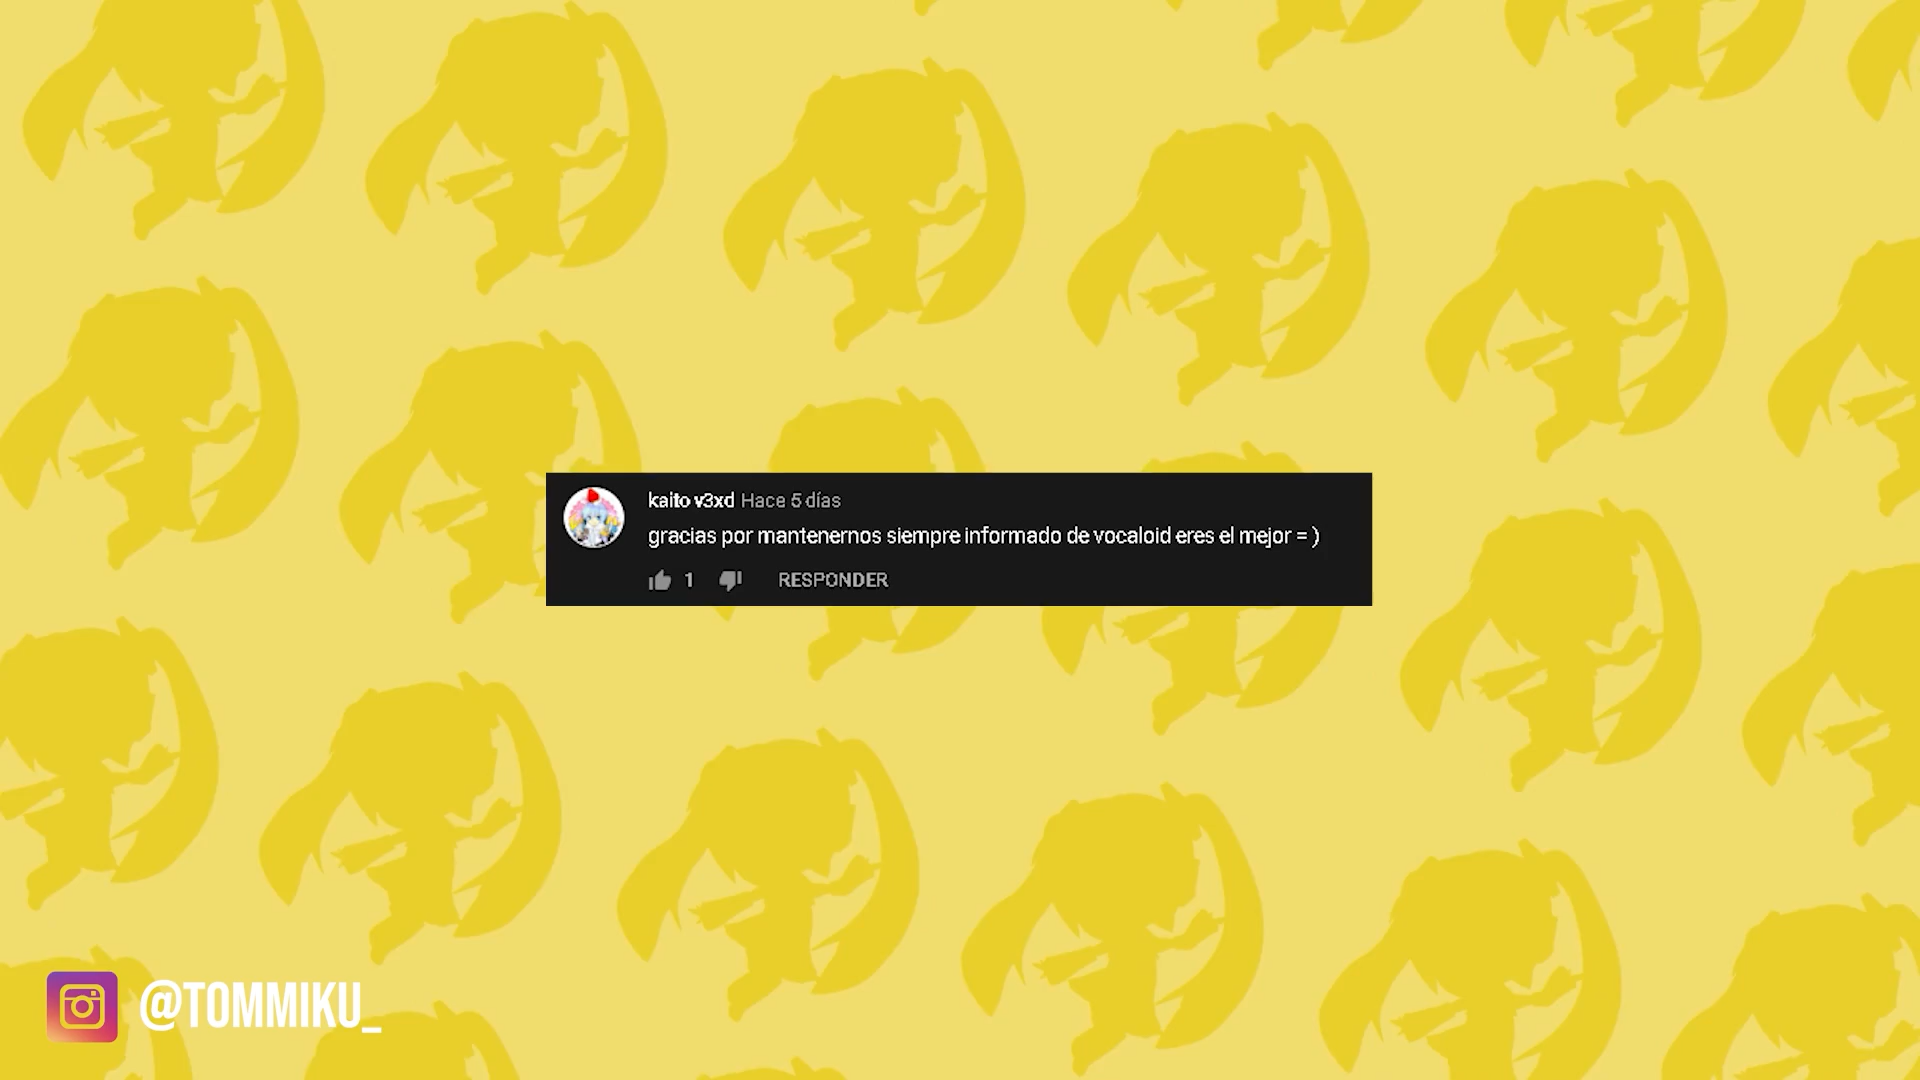 kaito v3xd Hace 5 días
gracias por mantenernos siempre informado de vocaloid eres el mejor = )
1 RESPONDER
@TOMMIKU_